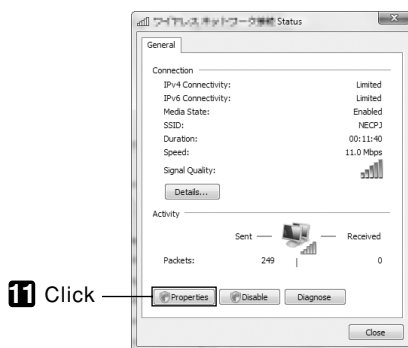 ワイヤレス ネットワーク接続 Status
General
Connection
IPv4 Connectivity: Limited
IPv6 Connectivity: Limited
Media State: Enabled
SSID: NECPJ
Duration: 00:11:40
Speed: 11.0 Mbps
Signal Quality:
Details...
Activity
Sent Received
Packets: 249 0
11 Click
Properties Disable Diagnose
Close